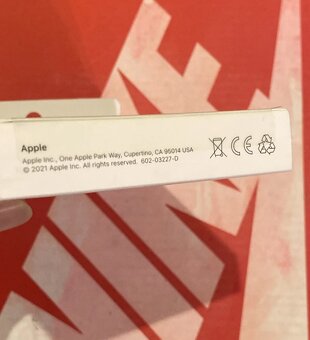 Apple
Apple Inc., One Apple Park Way, Cupertino, CA 95014 USA
© 2021 Apple Inc. All rights reserved. 602-03227-D
CE